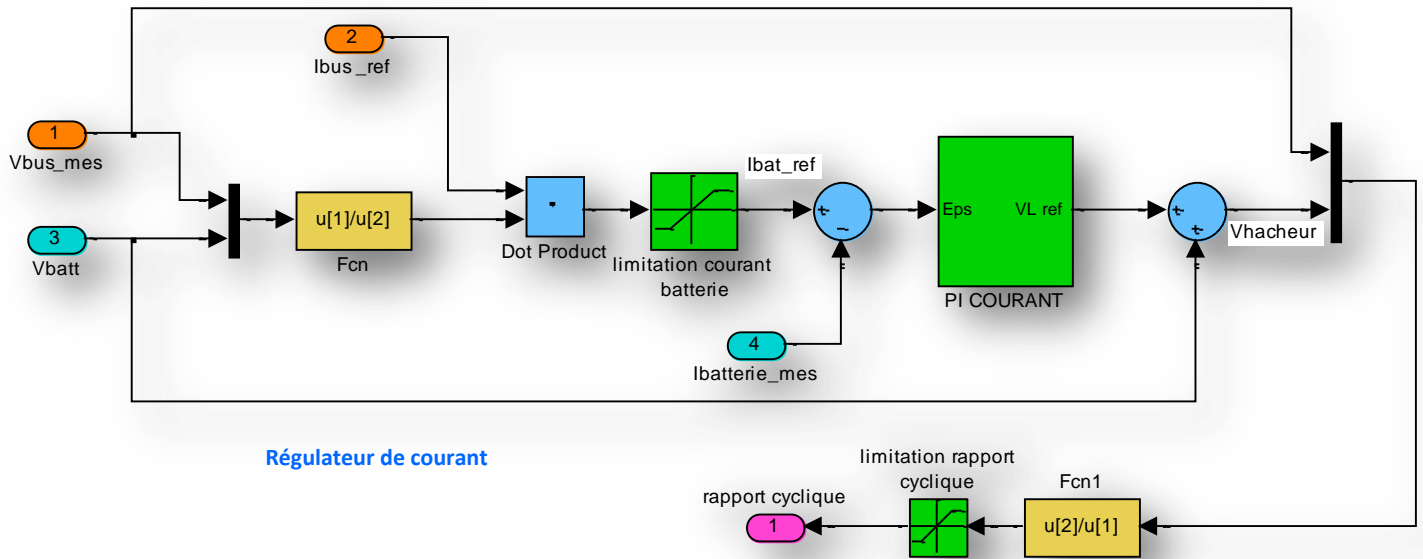 2
Ibus _ref
1
Vbus_mes
3
Vbatt
u[1]/u[2]
Fcn
Dot Product
limitation courant
batterie
Ibat_ref
4
Ibatterie_mes
Eps
VL ref
PI COURANT
Vhacheur
Régulateur de courant
rapport cyclique
1
limitation rapport
cyclique
Fcn1
u[2]/u[1]